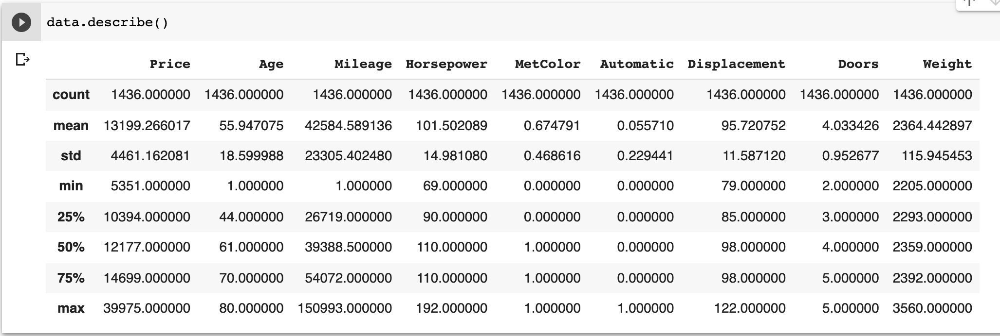 data.describe()
Price Age Mileage Horsepower MetColor Automatic Displacement Doors Weight
count 1436.000000 1436.000000 1436.000000 1436.000000 1436.000000 1436.000000 1436.000000 1436.000000 1436.000000
mean 13199.266017 55.947075 42584.589136 101.502089 0.674791 0.055710 95.720752 4.033426 2364.442897
std 4461.162081 18.599988 23305.402480 14.981080 0.468616 0.229441 11.587120 0.952677 115.945453
min 5351.000000 1.000000 1.000000 69.000000 0.000000 0.000000 79.000000 2.000000 2205.000000
25% 10394.000000 44.000000 26719.000000 90.000000 0.000000 0.000000 85.000000 3.000000 2293.000000
50% 12177.000000 61.000000 39388.500000 110.000000 1.000000 0.000000 98.000000 4.000000 2359.000000
75% 14699.000000 70.000000 54072.000000 110.000000 1.000000 0.000000 98.000000 5.000000 2392.000000
max 39975.000000 80.000000 150993.000000 192.000000 1.000000 1.000000 122.000000 5.000000 3560.000000